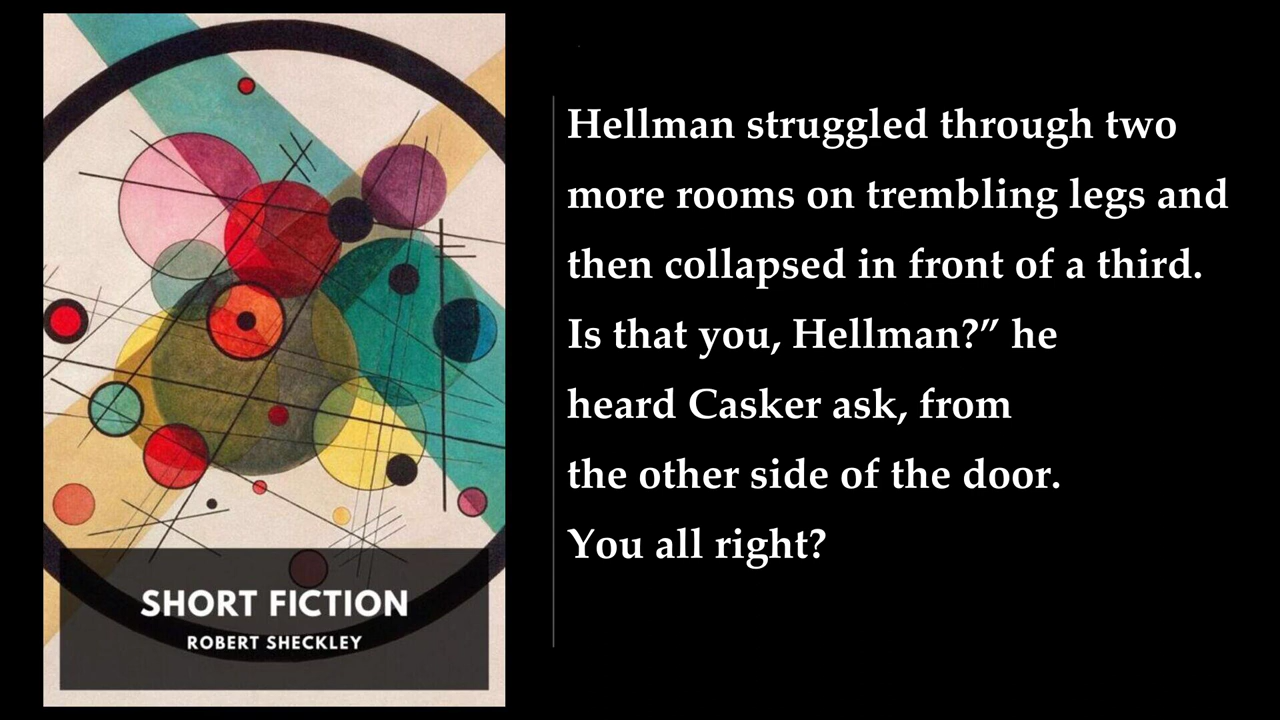 SHORT FICTION
ROBERT SHECKLEY
Hellman struggled through two
more rooms on trembling legs and
then collapsed in front of a third.
Is that you, Hellman?” he
heard Casker ask, from
the other side of the door.
You all right?